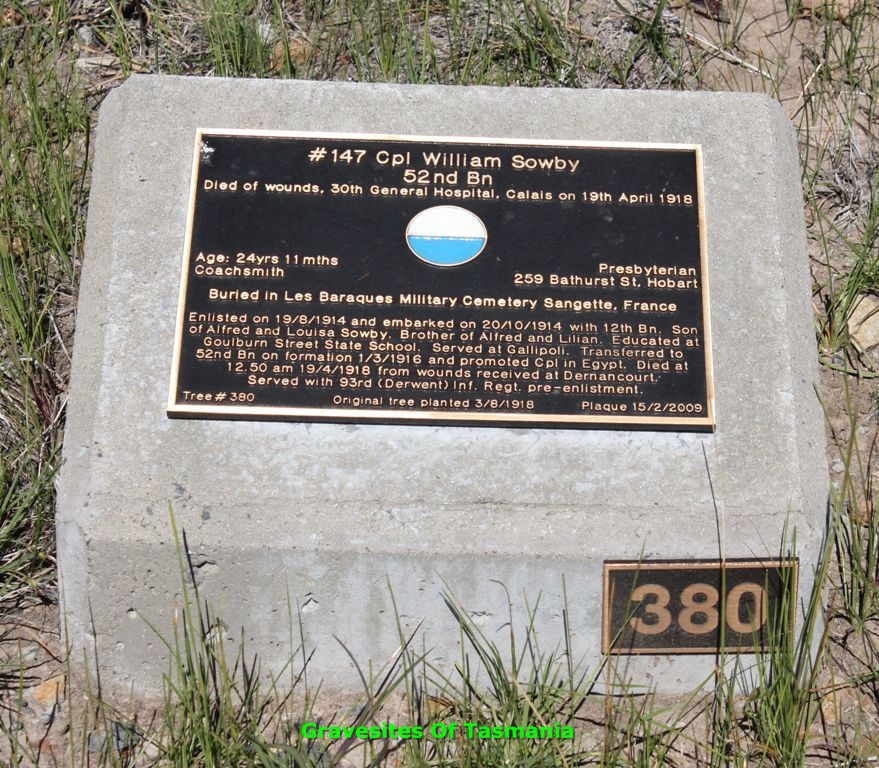 #147 Cpl William Sowby
52nd Bn
Died of wounds, 30th General Hospital, Calais on 19th April 1918
Age: 24yrs 11mths
Coachsmith
Presbyterian
259 Bathurst St, Hobart
Buried in Les Baraques Military Cemetery Sangette, France
Enlisted on 19/8/1914 and embarked on 20/10/1914 with 12th Bn. Son
of Alfred and Louisa Sowby. Brother of Alfred and Lilian. Educated at
Goulburn Street State School. Served at Gallipoli. Transferred to
52nd Bn on formation 1/3/1916 and promoted Cpl in Egypt. Died at
12.50 am 19/4/1918 from wounds received at Dernancourt.
Served with 93rd (Derwent) Inf. Regt. pre-enlistment.
Tree# 380 Original tree planted 3/8/1918 Plaque 15/2/2009
380
Gravesites Of Tasmania